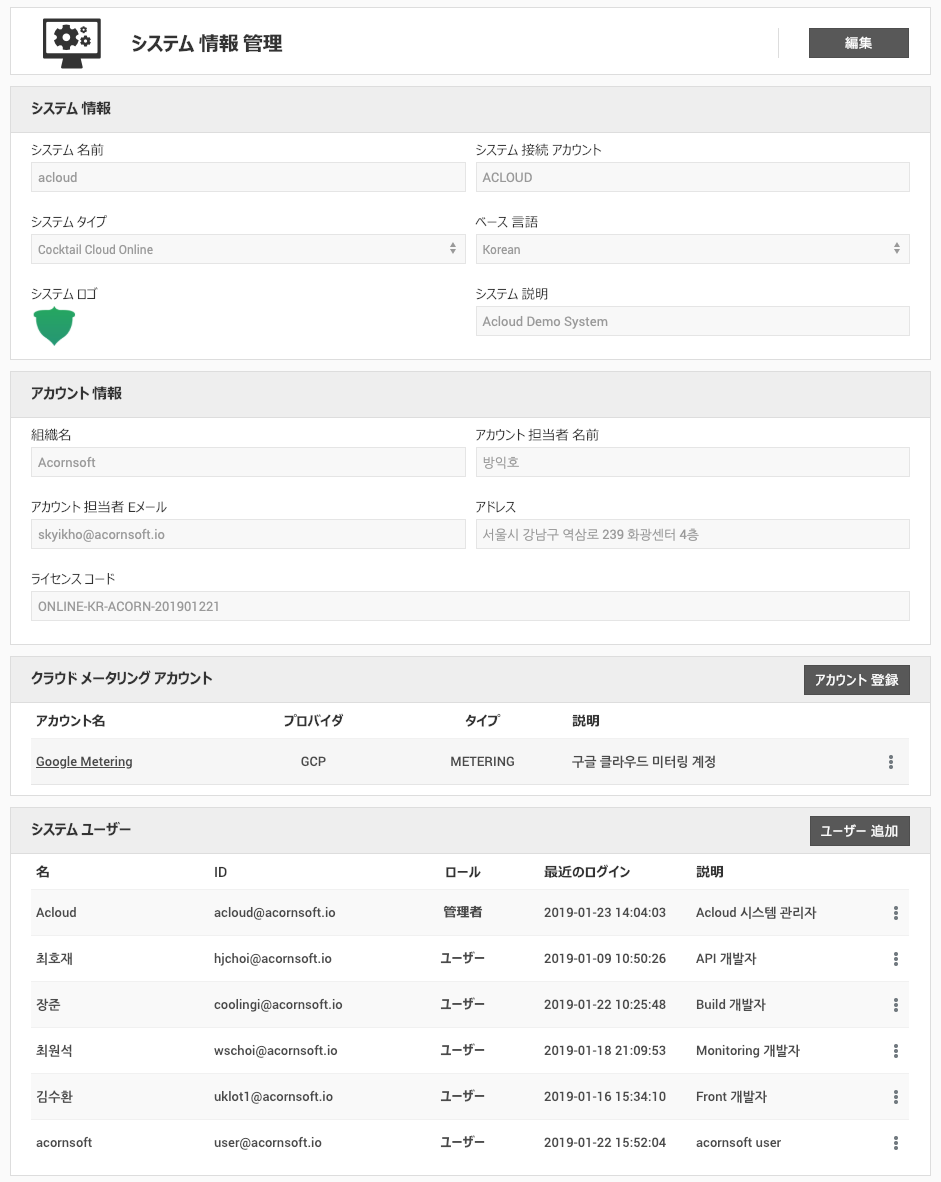 システム 情報 管理
編集
システム 情報
システム 名前
システム 接続 アカウント
acloud
ACLOUD
システム タイプ
ベース 言語
Cocktail Cloud Online
Korean
システム ロゴ
システム 説明
Acloud Demo System
アカウント 情報
組織名
アカウント 担当者 名前
Acornsoft
방익호
アカウント 担当者 Eメール
アドレス
skyikho@acornsoft.io
서울시 강남구 역삼로 239 화광센터 4층
ライセンス コード
ONLINE-KR-ACORN-201901221
クラウド メータリング アカウント
アカウント 登録
アカウント名 プロバイダ タイプ 説明
Google Metering GCP METERING 구글 클라우드 미터링 계정
システム ユーザー
ユーザー 追加
名 ID ロール 最近のログイン 説明
Acloud acloud@acornsoft.io 管理者 2019-01-23 14:04:03 Acloud 시스템 관리자
최호재 hjchoi@acornsoft.io ユーザー 2019-01-09 10:50:26 API 개발자
장준 coolingi@acornsoft.io ユーザー 2019-01-22 10:25:48 Build 개발자
최원석 wschoi@acornsoft.io ユーザー 2019-01-18 21:09:53 Monitoring 개발자
김수환 uklot1@acornsoft.io ユーザー 2019-01-16 15:34:10 Front 개발자
acornsoft user@acornsoft.io ユーザー 2019-01-22 15:52:04 acornsoft user